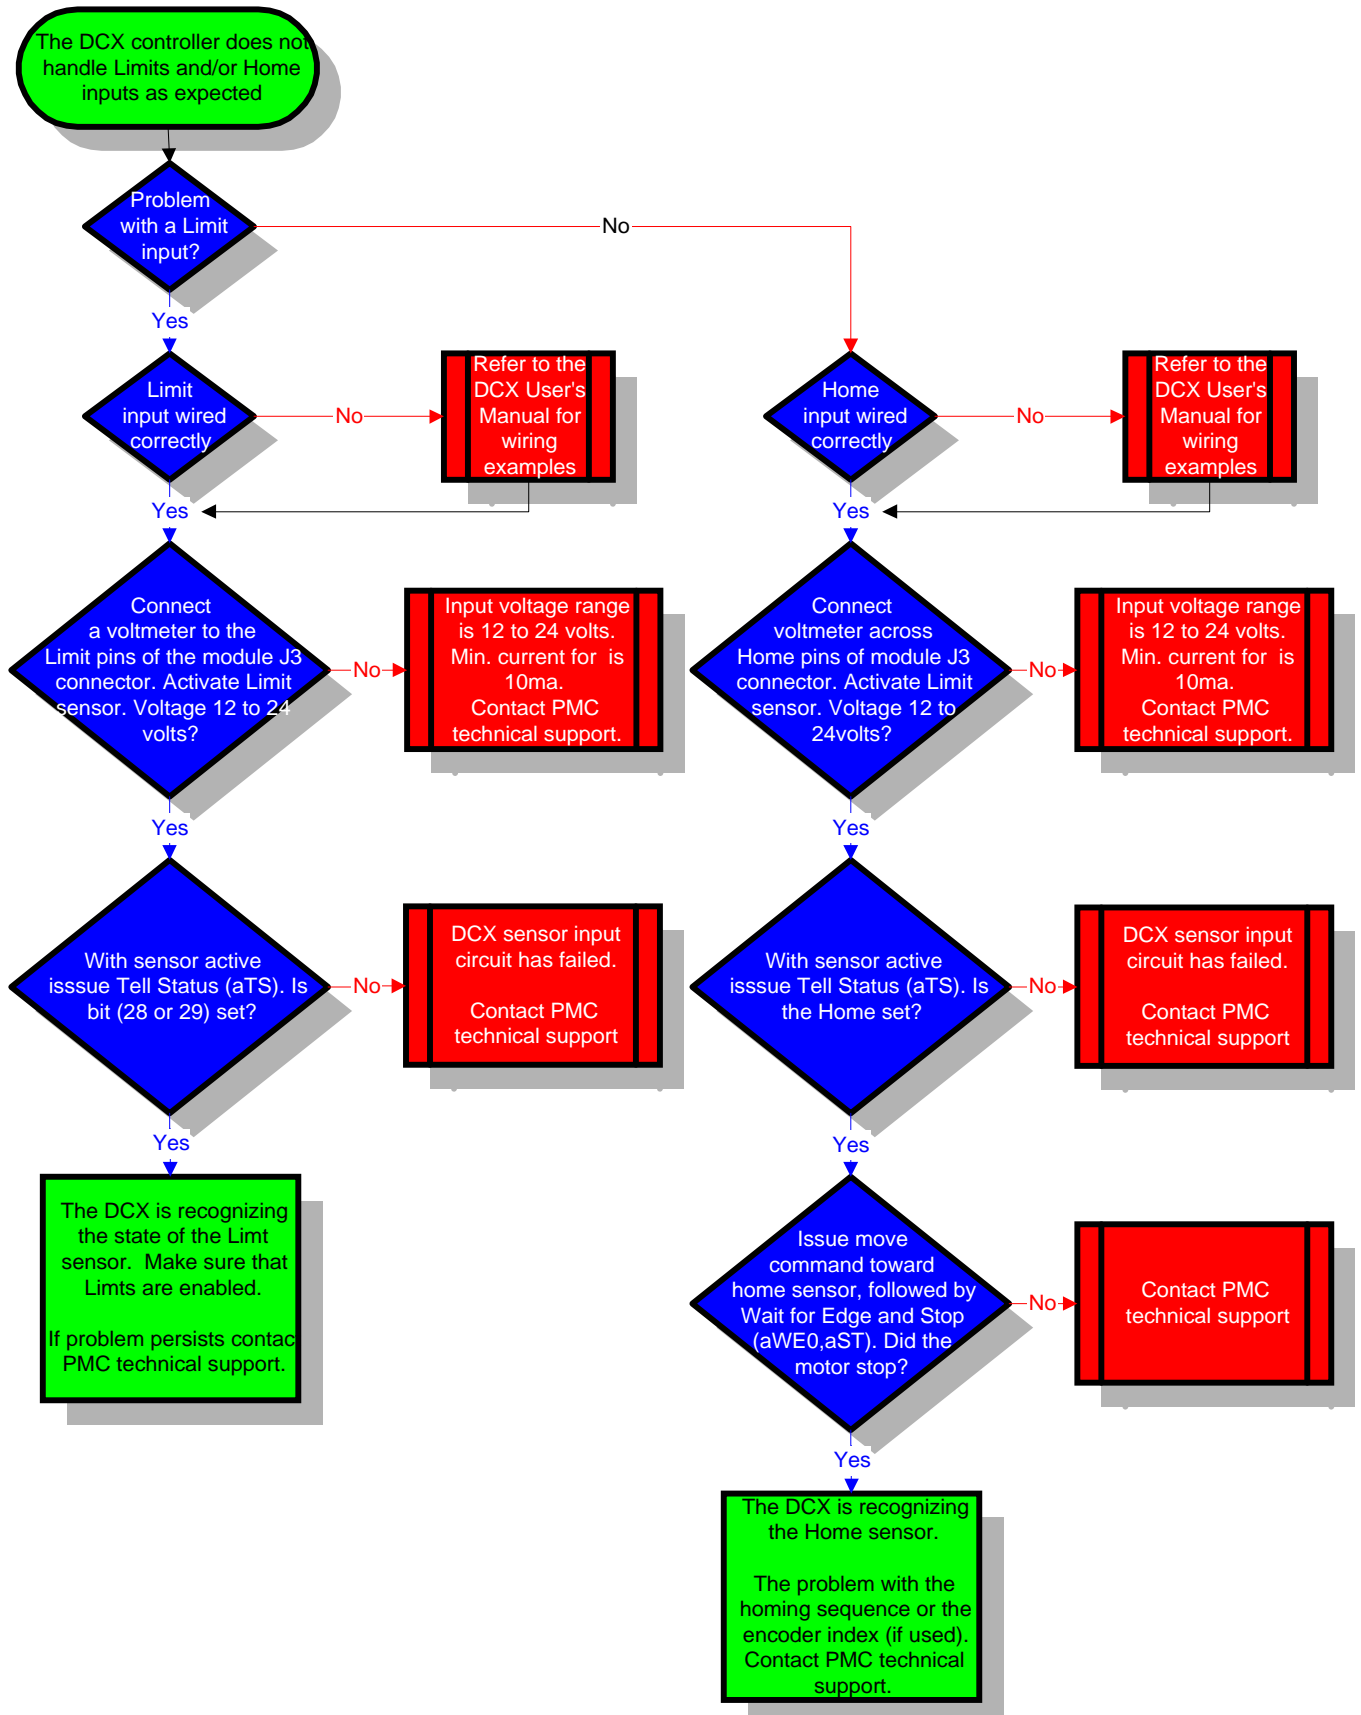 The DCX controller does not
handle Limits and/or Home
inputs as expected
Problem
with a Limit
input?
No
Yes
Limit
input wired
correctly
No
Refer to the
DCX User's
Manual for
wiring
examples
Home
input wired
correctly
No
Refer to the
DCX User's
Manual for
wiring
examples
Yes
Yes
Connect
a voltmeter to the
Limit pins of the module J3
connector. Activate Limit
sensor. Voltage 12 to 24
volts?
No
Input voltage range
is 12 to 24 volts.
Min. current for  is
10ma.
Contact PMC
technical support.
Connect
voltmeter across
Home pins of module J3
connector. Activate Limit
sensor. Voltage 12 to
24volts?
No
Input voltage range
is 12 to 24 volts.
Min. current for  is
10ma.
Contact PMC
technical support.
Yes
Yes
With sensor active
isssue Tell Status (aTS). Is
bit (28 or 29) set?
No
DCX sensor input
circuit has failed.
Contact PMC
technical support
With sensor active
isssue Tell Status (aTS). Is
the Home set?
No
DCX sensor input
circuit has failed.
Contact PMC
technical support
Yes
Yes
The DCX is recognizing
the state of the Limt
sensor.  Make sure that
Limts are enabled.
If problem persists contac
PMC technical support.
Issue move
command toward
home sensor, followed by
Wait for Edge and Stop
(aWE0,aST). Did the
motor stop?
No
Contact PMC
technical support
Yes
The DCX is recognizing
the Home sensor.
The problem with the
homing sequence or the
encoder index (if used).
Contact PMC technical
support.